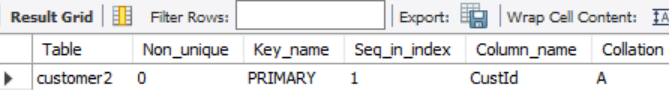 Result Grid Filter Rows: Export: Wrap Cell Content:
Table Non_unique Key_name Seq_in_index Column_name Collation
customer2 0 PRIMARY 1 CustId A